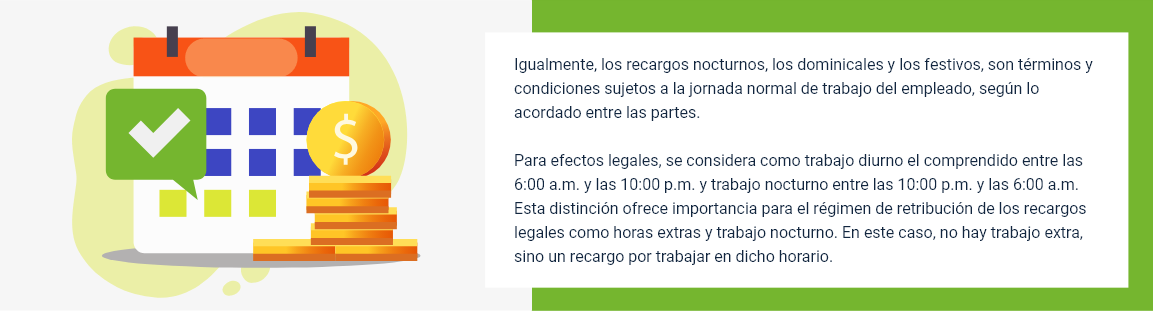 Igualmente, los recargos nocturnos, los dominicales y los festivos, son términos y
condiciones sujetos a la jornada normal de trabajo del empleado, según lo
acordado entre las partes.
Para efectos legales, se considera como trabajo diurno el comprendido entre las
6:00 a.m. y las 10:00 p.m. y trabajo nocturno entre las 10:00 p.m. y las 6:00 a.m.
Esta distinción ofrece importancia para el régimen de retribución de los recargos
legales como horas extras y trabajo nocturno. En este caso, no hay trabajo extra,
sino un recargo por trabajar en dicho horario.
$